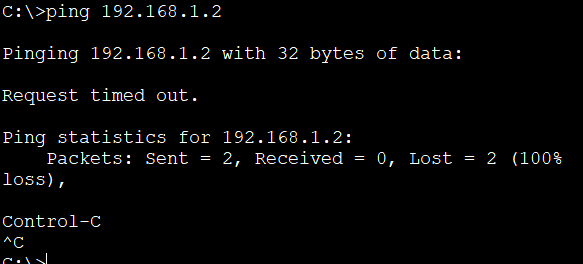 C:\>ping 192.168.1.2
Pinging 192.168.1.2 with 32 bytes of data:
Request timed out.
Ping statistics for 192.168.1.2:
    Packets: Sent = 2, Received = 0, Lost = 2 (100%
loss),
Control-C
^C
C:\>